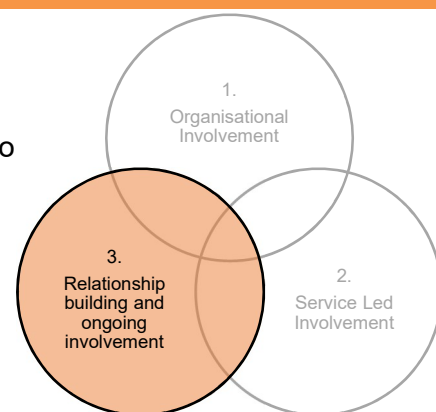 1.
Organisational
Involvement
o
3.
Relationship
building and
ongoing
involvement
2.
Service Led
Involvement